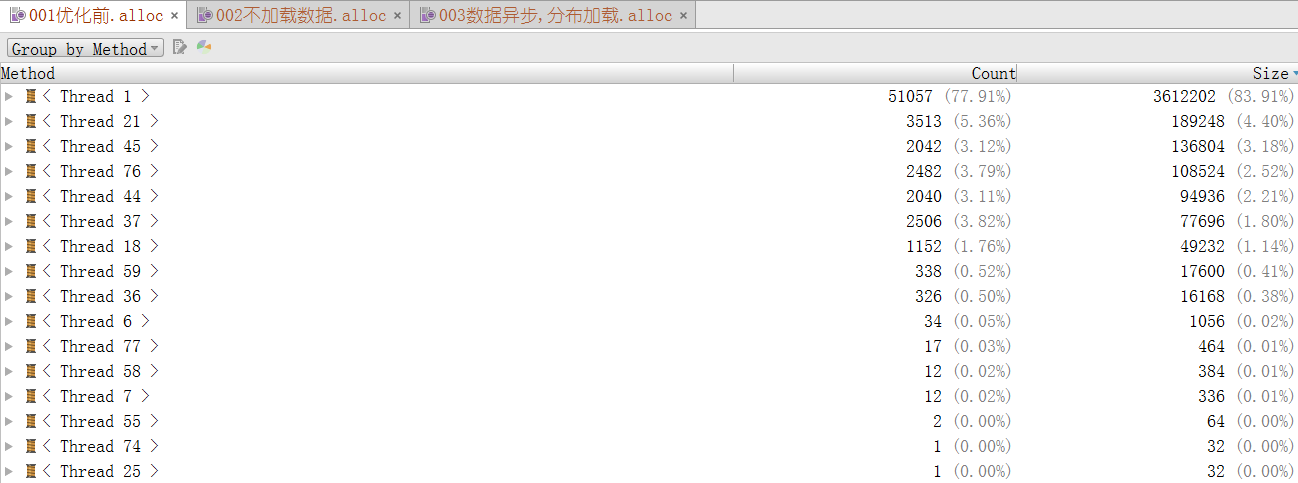 001优化前.alloc × 002不加载数据.alloc × 003数据异步,分布加载.alloc ×
Group by Method
Method Count Size
< Thread 1 > 51057 (77.91%) 3612202 (83.91%)
< Thread 21 > 3513 (5.36%) 189248 (4.40%)
< Thread 45 > 2042 (3.12%) 136804 (3.18%)
< Thread 76 > 2482 (3.79%) 108524 (2.52%)
< Thread 44 > 2040 (3.11%) 94936 (2.21%)
< Thread 37 > 2506 (3.82%) 77696 (1.80%)
< Thread 18 > 1152 (1.76%) 49232 (1.14%)
< Thread 59 > 338 (0.52%) 17600 (0.41%)
< Thread 36 > 326 (0.50%) 16168 (0.38%)
< Thread 6 > 34 (0.05%) 1056 (0.02%)
< Thread 77 > 17 (0.03%) 464 (0.01%)
< Thread 58 > 12 (0.02%) 384 (0.01%)
< Thread 7 > 12 (0.02%) 336 (0.01%)
< Thread 55 > 2 (0.00%) 64 (0.00%)
< Thread 74 > 1 (0.00%) 32 (0.00%)
< Thread 25 > 1 (0.00%) 32 (0.00%)